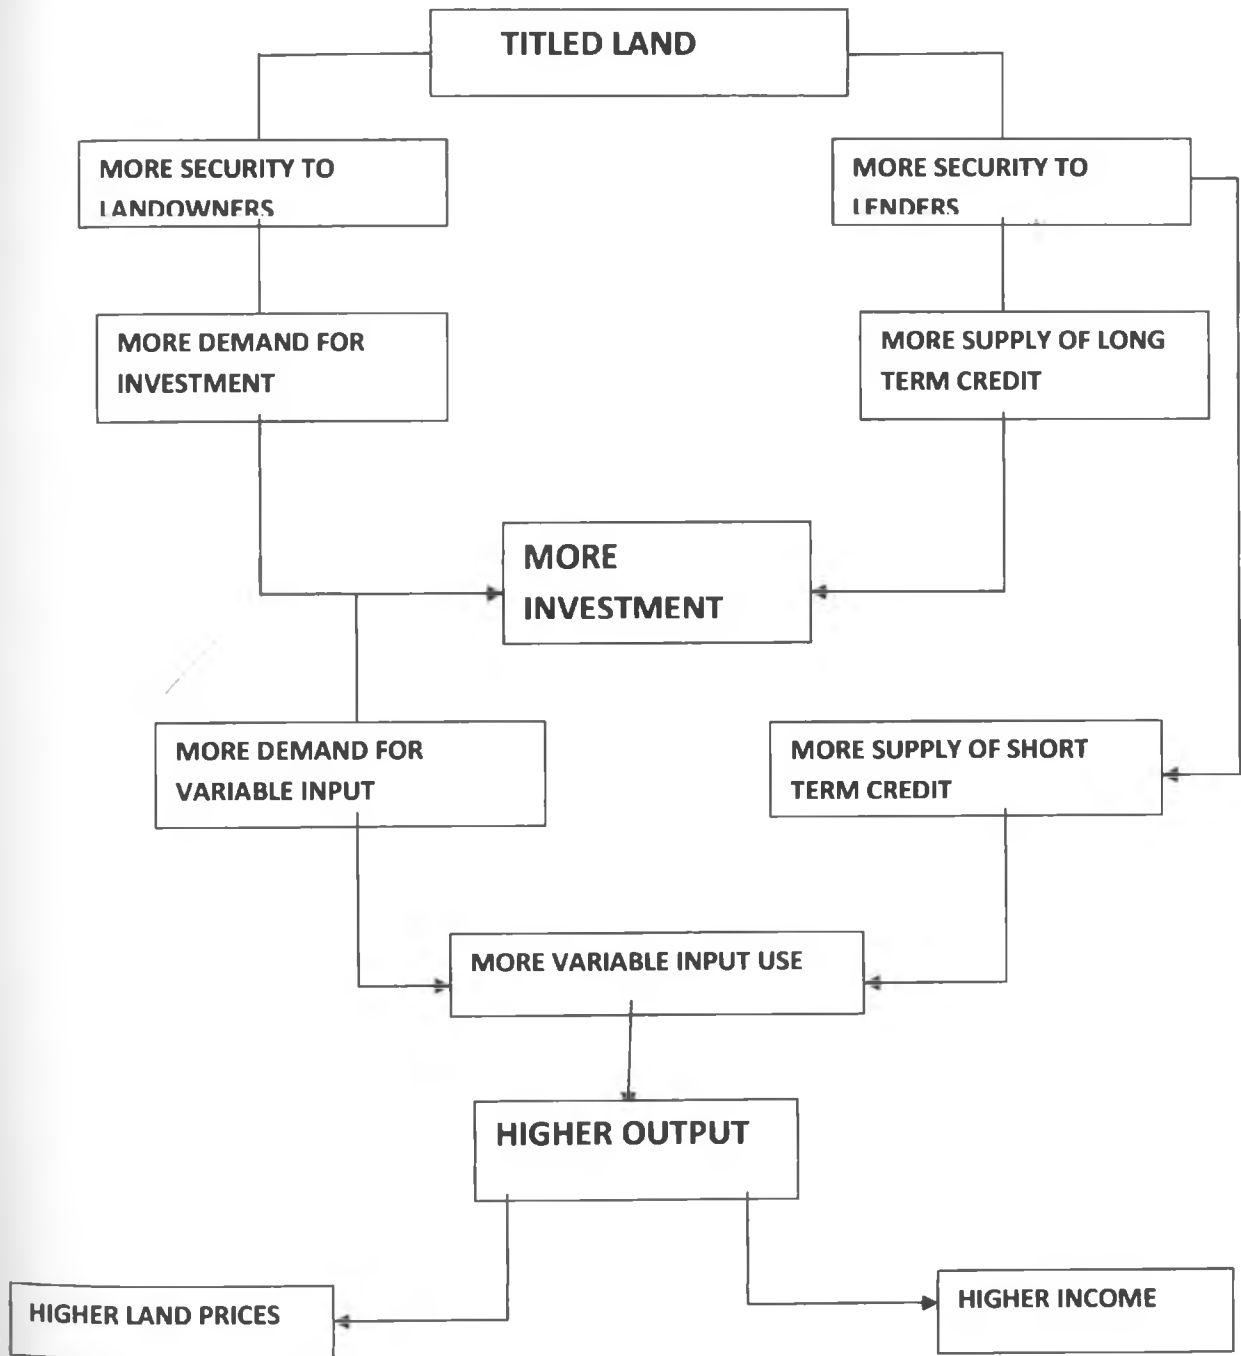 TITLED LAND
MORE SECURITY TO
LANDOWNERS
MORE SECURITY TO
LENDERS
MORE DEMAND FOR
INVESTMENT
MORE SUPPLY OF LONG
TERM CREDIT
MORE
INVESTMENT
MORE DEMAND FOR
VARIABLE INPUT
MORE SUPPLY OF SHORT
TERM CREDIT
MORE VARIABLE INPUT USE
HIGHER OUTPUT
HIGHER LAND PRICES
HIGHER INCOME